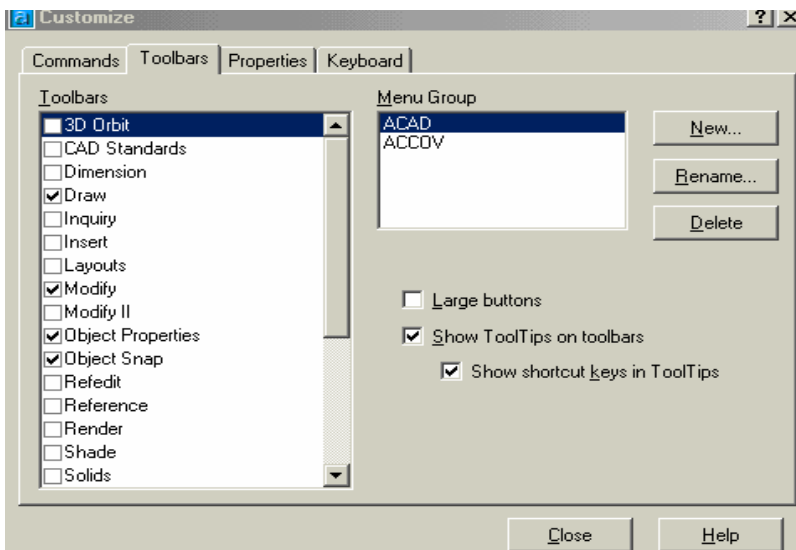 Customize
Commands Toolbars Properties Keyboard
Toolbars
3D Orbit
CAD Standards
Dimension
Draw
Inquiry
Insert
Layouts
Modify
Modify II
Object Properties
Object Snap
Refedit
Reference
Render
Shade
Solids
Menu Group
ACAD
ACCOV
New...
Rename...
Delete
Large buttons
Show ToolTips on toolbars
Show shortcut keys in ToolTips
Close
Help